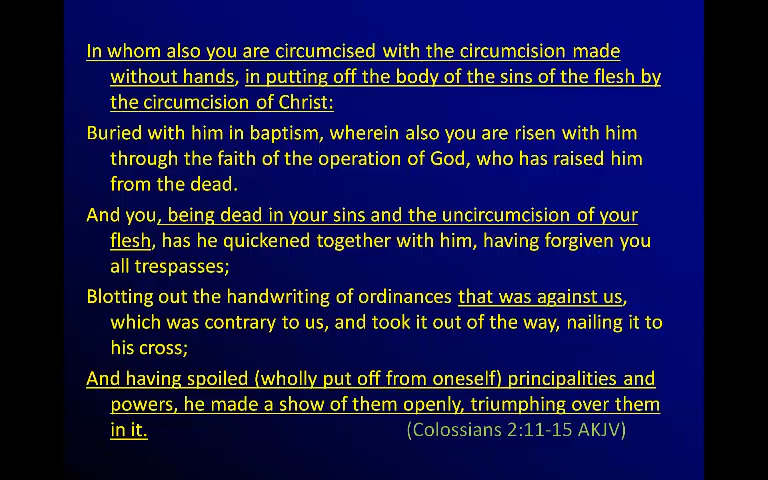 In whom also you are circumcised with the circumcision made
without hands, in putting off the body of the sins of the flesh by
the circumcision of Christ:
Buried with him in baptism, wherein also you are risen with him
through the faith of the operation of God, who has raised him
from the dead.
And you, being dead in your sins and the uncircumcision of your
flesh, has he quickened together with him, having forgiven you
all trespasses;
Blotting out the handwriting of ordinances that was against us,
which was contrary to us, and took it out of the way, nailing it to
his cross;
And having spoiled (wholly put off from oneself) principalities and
powers, he made a show of them openly, triumphing over them
in it. (Colossians 2:11-15 AKJV)